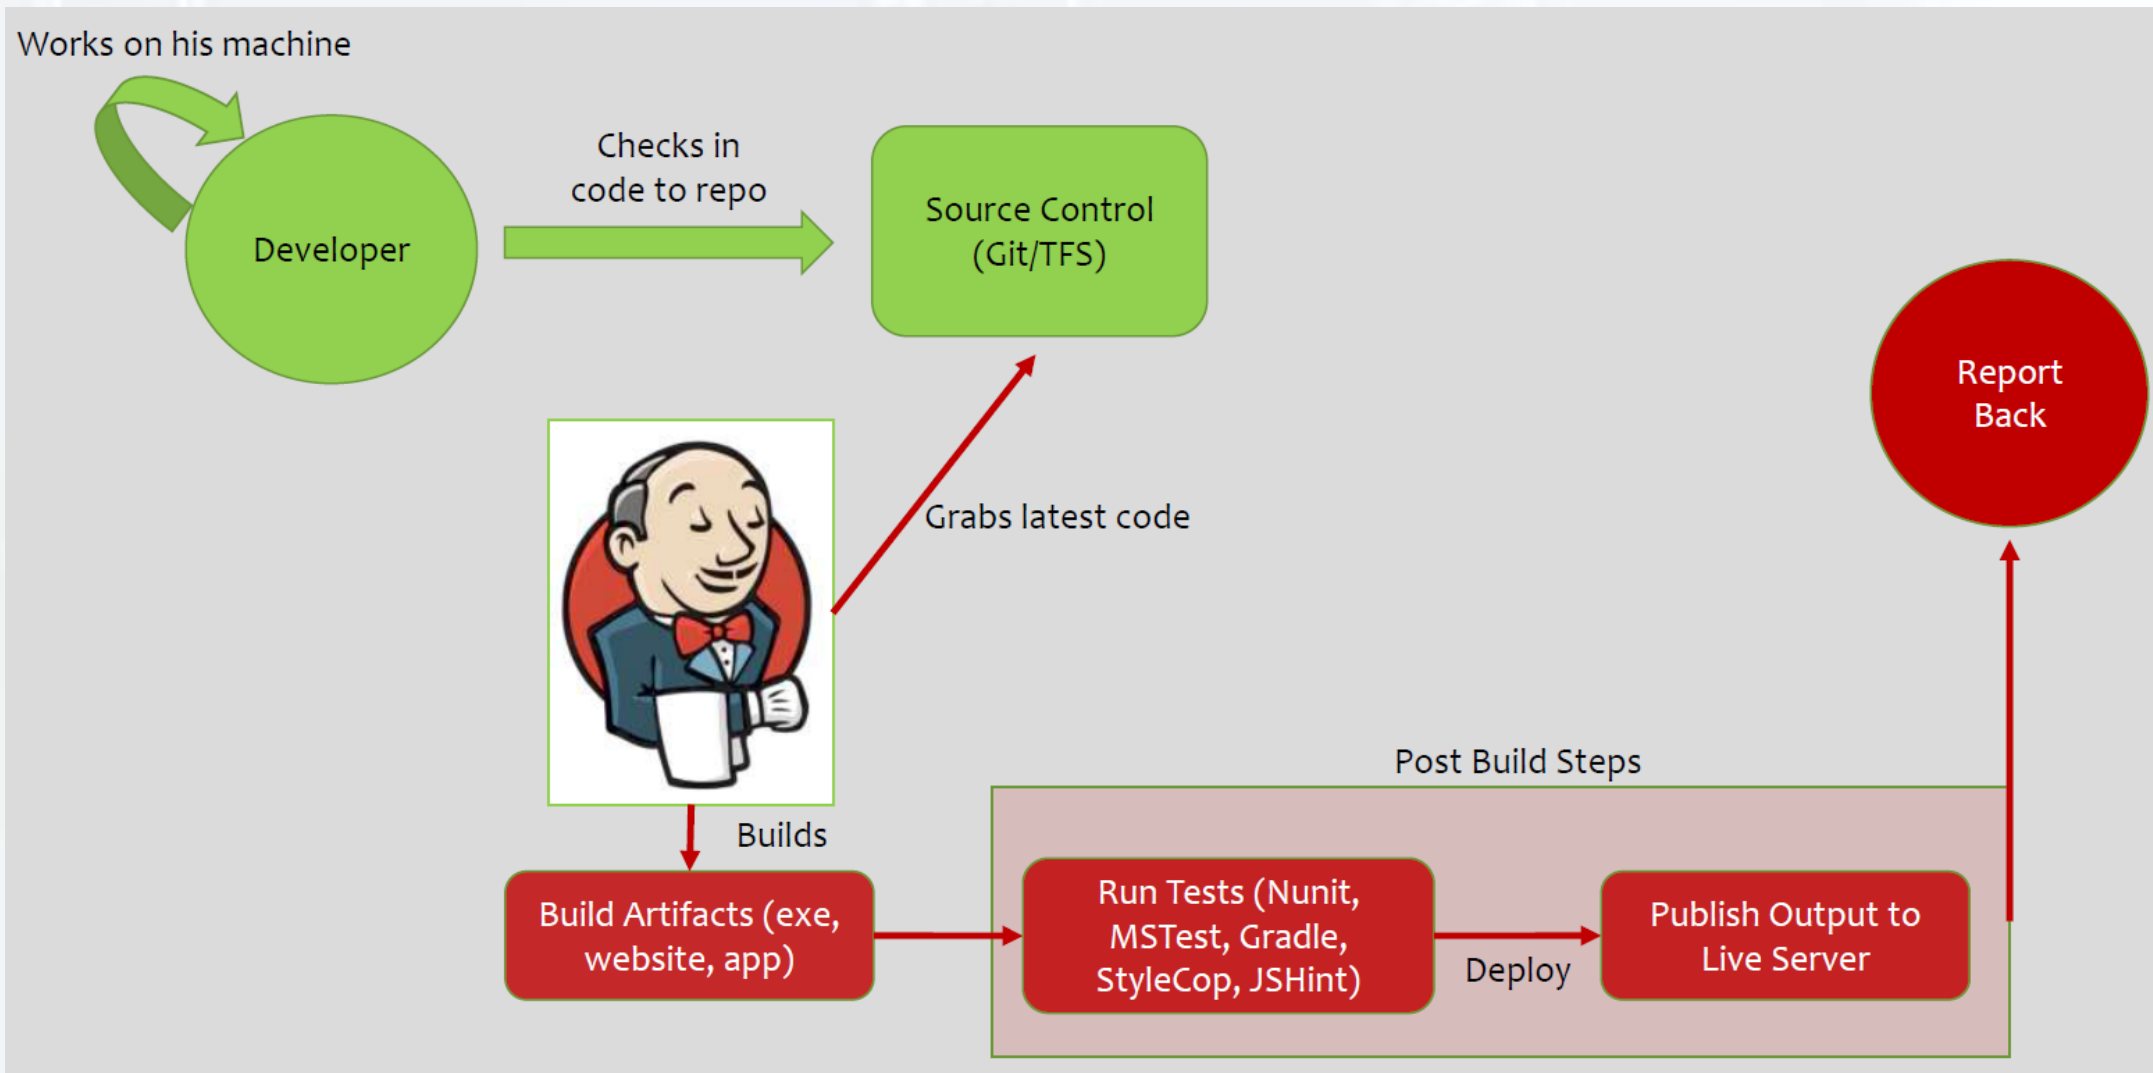 Works on his machine
Developer
Checks in
code to repo
Source Control
(Git/TFS)
Report
Back
Grabs latest code
Post Build Steps
Builds
Build Artifacts (exe,
website, app)
Run Tests (Nunit,
MSTest, Gradle,
StyleCop, JSHint)
Deploy
Publish Output to
Live Server